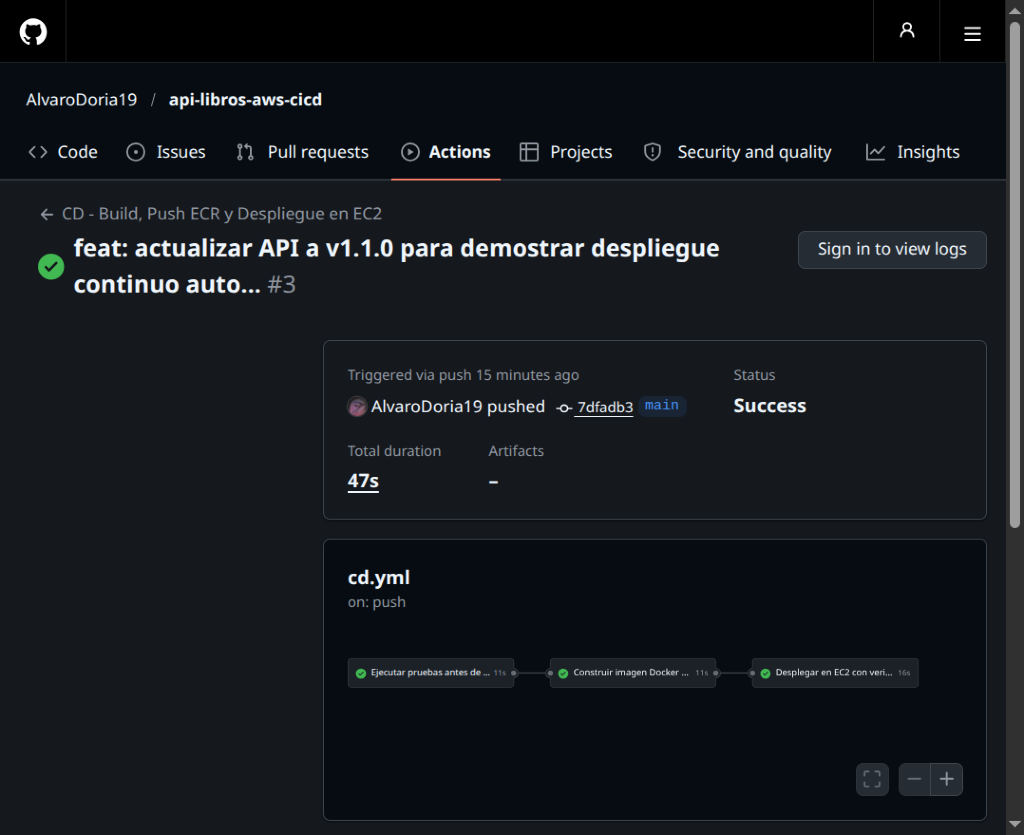 AlvaroDoria19 / api-libros-aws-cicd
Code Issues Pull requests Actions Projects Security and quality Insights
CD - Build, Push ECR y Despliegue en EC2
feat: actualizar API a v1.1.0 para demostrar despliegue
continuo auto... #3
Sign in to view logs
Triggered via push 15 minutes ago
AlvaroDoria19 pushed 7dfadb3 main
Status
Success
Total duration
47s
Artifacts
–
cd.yml
on: push
Ejecutar pruebas antes de ... 11s
Construir imagen Docker ... 11s
Desplegar en EC2 con veri... 16s